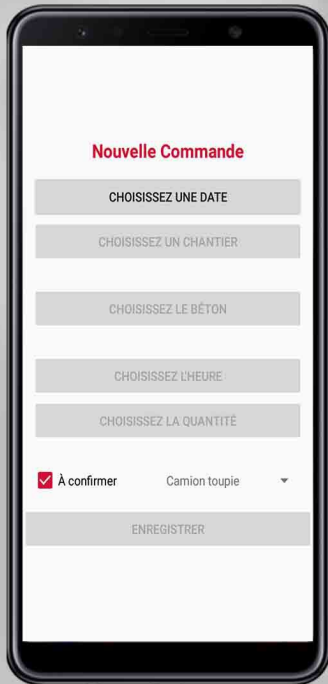 Nouvelle Commande
CHOISISSEZ UNE DATE
CHOISISSEZ UN CHANTIER
CHOISISSEZ LE BÉTON
CHOISISSEZ L'HEURE
CHOISISSEZ LA QUANTITÉ
À confirmer Camion toupie
ENREGISTRER